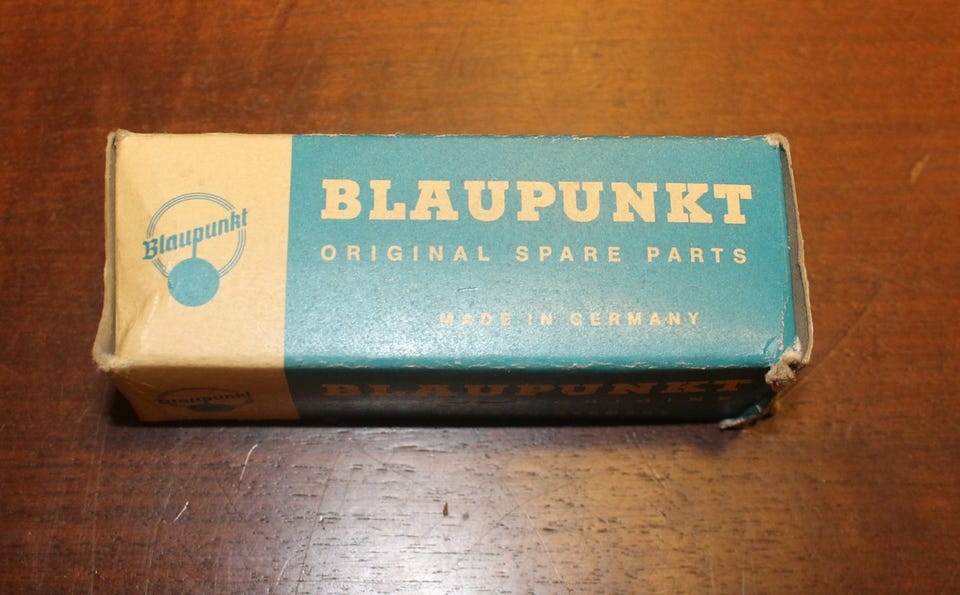 Blaupunkt
BLAUPUNKT
ORIGINAL SPARE PARTS
MADE IN GERMANY
Blaupunkt
BLAUPUNKT